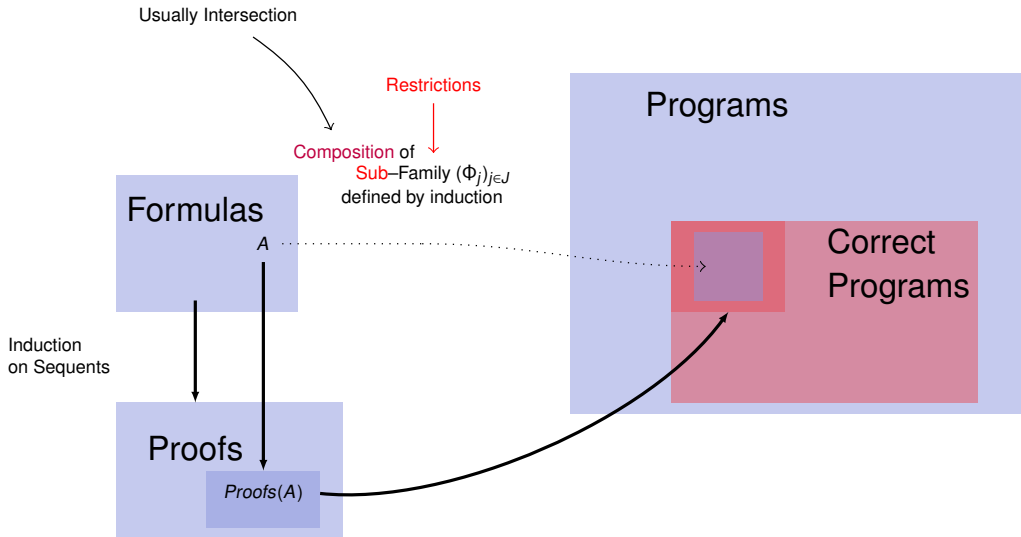 Usually Intersection
Restrictions
Programs
Composition of
Sub–Family (Φj)j∈J
defined by induction
Formulas
A
Correct
Programs
Induction
on Sequents
Proofs
Proofs(A)